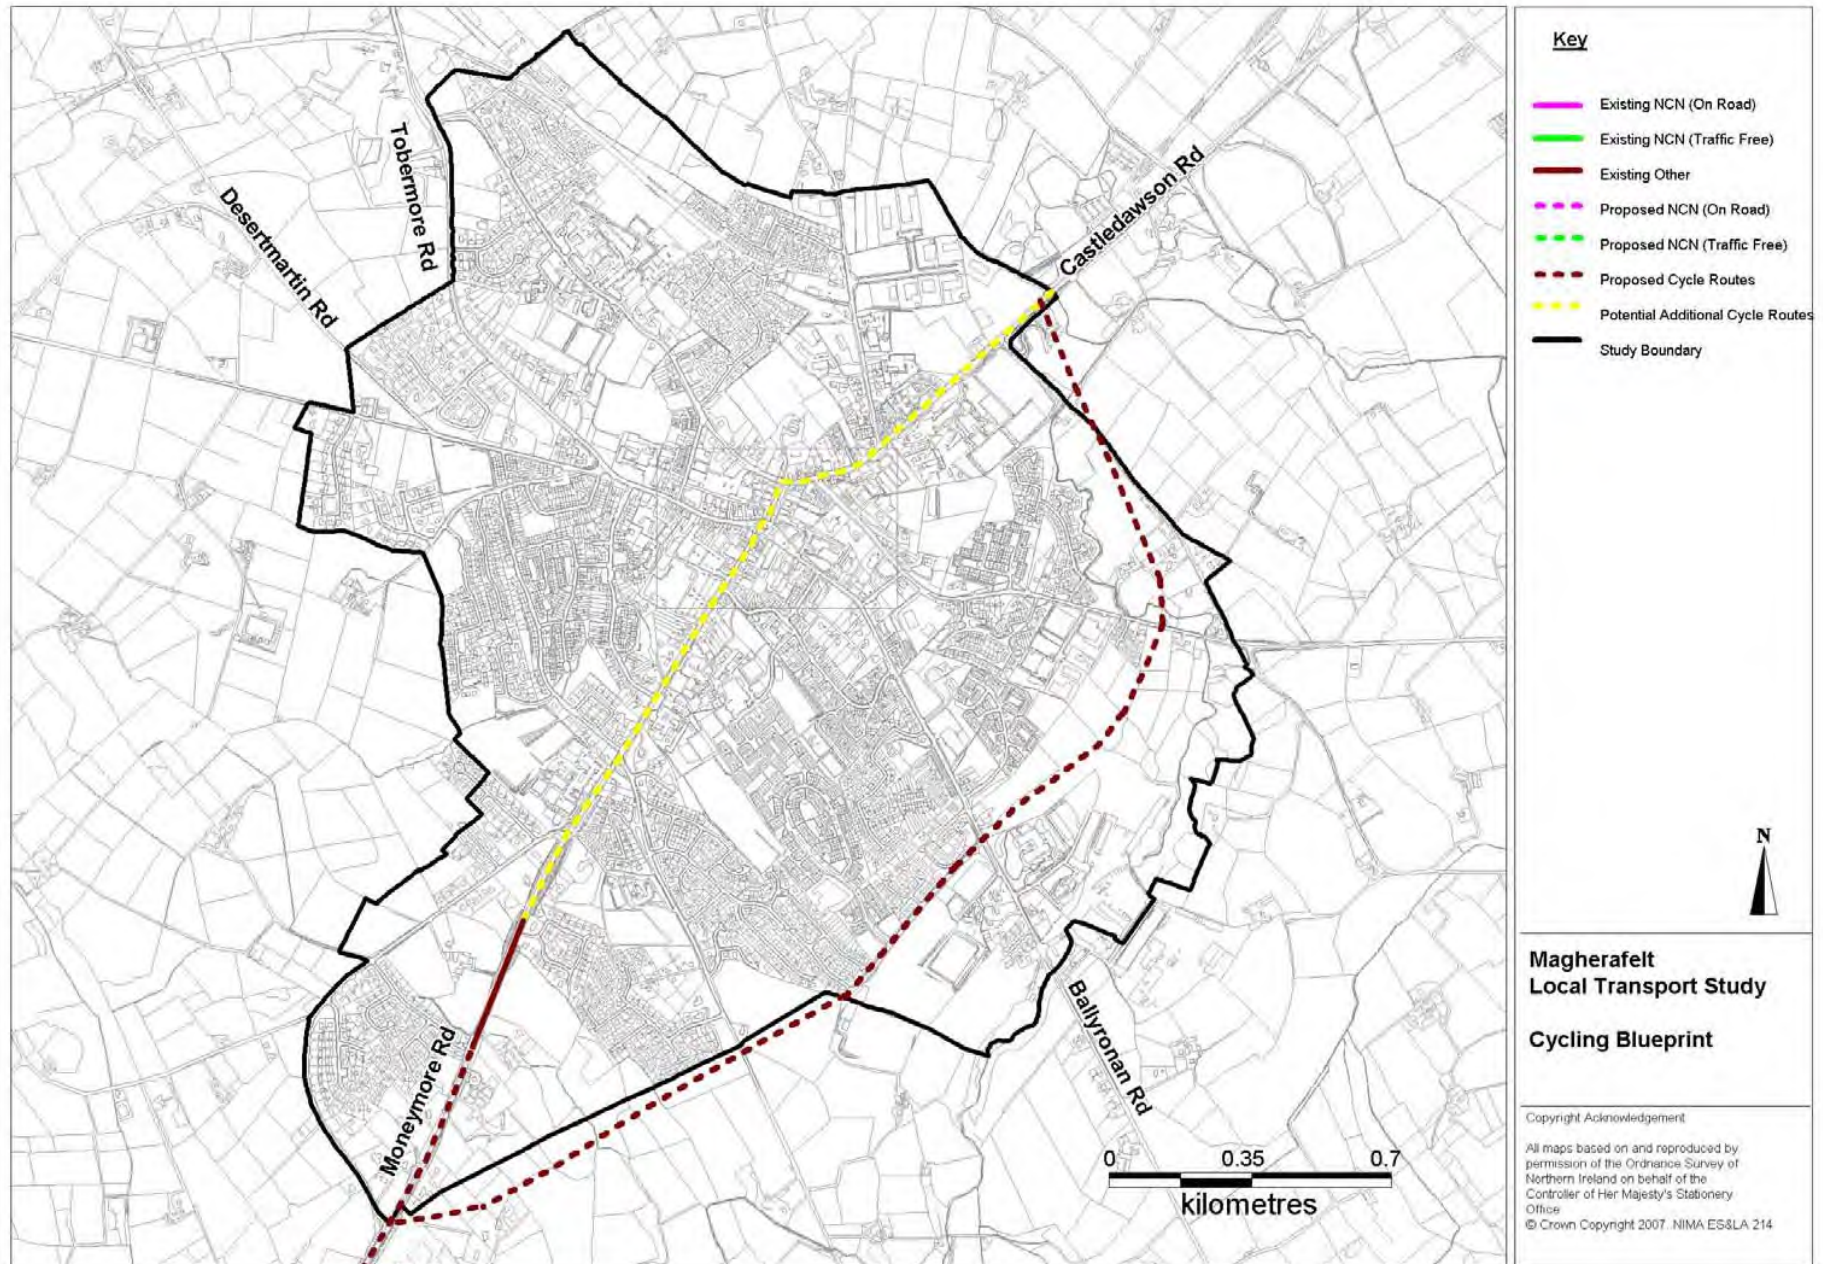 Tobermore Rd
Desertmartin Rd
Castledawson Rd
Moneymore Rd
Ballyronan Rd
0 0.35 0.7
kilometres
Key
Existing NCN (On Road)
Existing NCN (Traffic Free)
Existing Other
Proposed NCN (On Road)
Proposed NCN (Traffic Free)
Proposed Cycle Routes
Potential Additional Cycle Routes
Study Boundary
N
Magherafelt
Local Transport Study
Cycling Blueprint
Copyright Acknowledgement
All maps based on and reproduced by
permission of the Ordnance Survey of
Northern Ireland on behalf of the
Controller of Her Majesty's Stationery
Office
© Crown Copyright 2007. NIMA ES&LA 214